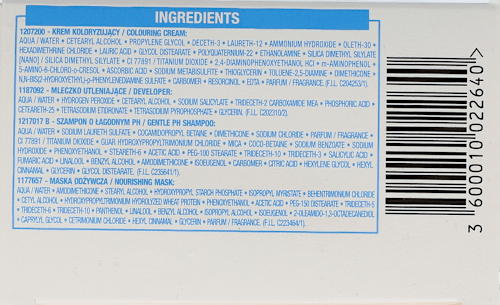 INGREDIENTS
1207200 - KREM KOLORYZUJĄCY / COLOURING CREAM:
AQUA / WATER • CETEARYL ALCOHOL • PROPYLENE GLYCOL • DECETH-3 • LAURETH-12 • AMMONIUM HYDROXIDE • OLETH-30 •
HEXADIMETHRINE CHLORIDE • LAURIC ACID • GLYCOL DISTEARATE • POLYQUATERNIUM-22 • ETHANOLAMINE • SILICA DIMETHYL SILYLATE
[NANO] / SILICA DIMETHYL SILYLATE • CI 77891 / TITANIUM DIOXIDE • 2,4-DIAMINOPHENOXYETHANOL HCl • m-AMINOPHENOL
• 5-AMINO-6-CHLORO-o-CRESOL • ASCORBIC ACID • SODIUM METABISULFITE • THIOGLYCERIN • TOLUENE-2,5-DIAMINE • DIMETHICONE •
N,N-BIS(2-HYDROXYETHYL)-p-PHENYLENEDIAMINE SULFATE • CARBOMER • RESORCINOL • EDTA • PARFUM / FRAGRANCE. (F.I.L. C204253/1).
1187092 - MLECZKO UTLENIAJĄCE / DEVELOPER:
AQUA / WATER • HYDROGEN PEROXIDE • CETEARYL ALCOHOL • SODIUM SALICYLATE • TRIDECETH-2 CARBOXAMIDE MEA • PHOSPHORIC ACID •
CETEARETH-25 • TETRASODIUM ETIDRONATE • TETRASODIUM PYROPHOSPHATE • GLYCERIN. (F.I.L. C202310/2).
1217017 B - SZAMPON O ŁAGODNYM PH / GENTLE PH SHAMPOO:
AQUA / WATER • SODIUM LAURETH SULFATE • COCAMIDOPROPYL BETAINE • DIMETHICONE • SODIUM CHLORIDE • PARFUM / FRAGRANCE •
CI 77891 / TITANIUM DIOXIDE • GUAR HYDROXYPROPYLTRIMONIUM CHLORIDE • MICA • COCO-BETAINE • SODIUM BENZOATE • SODIUM
HYDROXIDE • PHENOXYETHANOL • STEARETH-6 • ACETIC ACID • PEG-100 STEARATE • TRIDECETH-10 • TRIDECETH-3 • SALICYLIC ACID •
FUMARIC ACID • LINALOOL • BENZYL ALCOHOL • AMODIMETHICONE • ISOEUGENOL • CARBOMER • CITRIC ACID • HEXYLENE GLYCOL • HEXYL
CINNAMAL • GLYCERIN • GLYCOL DISTEARATE. (F.I.L. C235641/1).
1177657 - MASKA ODŻYWCZA / NOURISHING MASK:
AQUA / WATER • AMODIMETHICONE • STEARYL ALCOHOL • HYDROXYPROPYL STARCH PHOSPHATE • ISOPROPYL MYRISTATE • BEHENTRIMONIUM CHLORIDE
• CETYL ALCOHOL • HYDROXYPROPYLTRIMONIUM HYDROLYZED WHEAT PROTEIN • PHENOXYETHANOL • ACETIC ACID • PEG-150 DISTEARATE • TRIDECETH-5
• TRIDECETH-6 • TRIDECETH-10 • PANTHENOL • LINALOOL • BENZYL ALCOHOL • ISOPROPYL ALCOHOL • ISOEUGENOL • 2-OLEAMIDO-1,3-OCTADECANEDIOL
• CAPRYLYL GLYCOL • CETRIMONIUM CHLORIDE • HEXYL CINNAMAL • GLYCERIN • PARFUM / FRAGRANCE. (F.I.L. C223464/1).
3 600010 022640 >